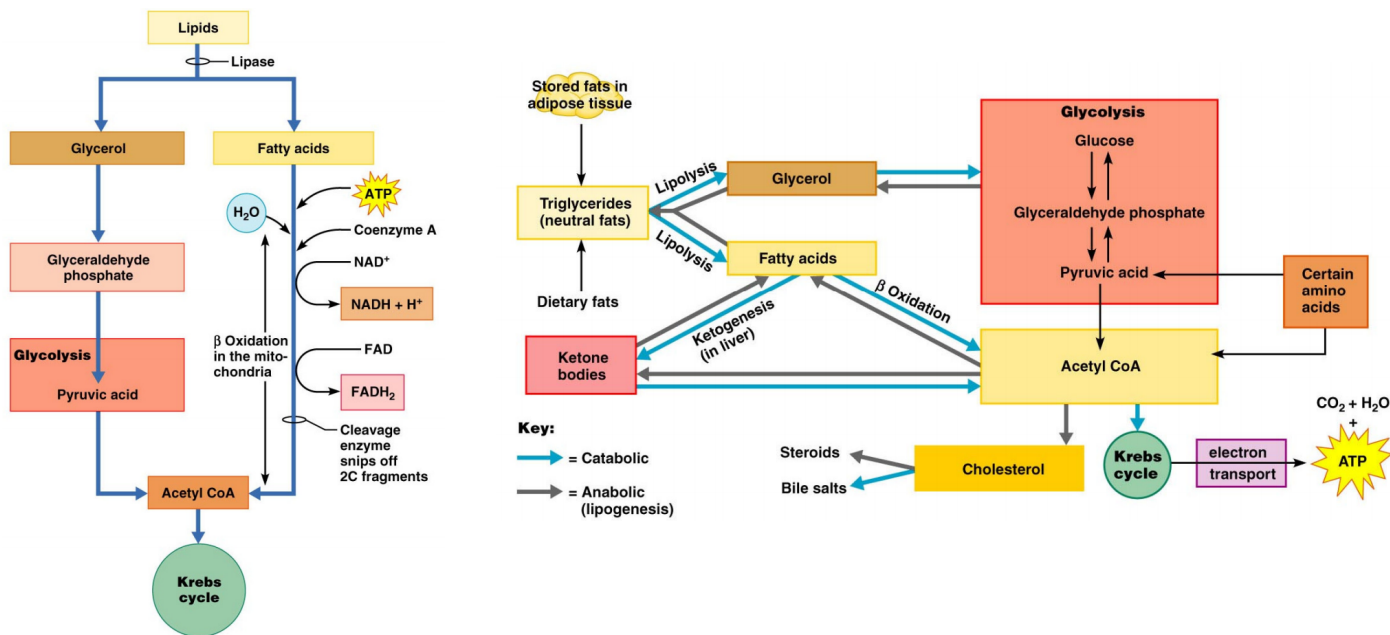 Lipids
Lipase
Glycerol
Fatty acids
ATP
H₂O
Coenzyme A
Glyceraldehyde
phosphate
NAD⁺
NADH + H⁺
β Oxidation
in the mito-
chondria
FAD
FADH₂
Glycolysis
Pyruvic acid
Cleavage
enzyme
snips off
2C fragments
Acetyl CoA
Krebs
cycle
Stored fats in
adipose tissue
Triglycerides
(neutral fats)
Dietary fats
Lipolysis
Lipolysis
Glycerol
Fatty acids
Glycolysis
Glucose
Glyceraldehyde phosphate
Pyruvic acid
Certain
amino
acids
β Oxidation
Ketogenesis
(in liver)
Ketone
bodies
Acetyl CoA
Key:
= Catabolic
= Anabolic
(lipogenesis)
Steroids
Bile salts
Cholesterol
Krebs
cycle
electron
transport
CO₂ + H₂O
+
ATP